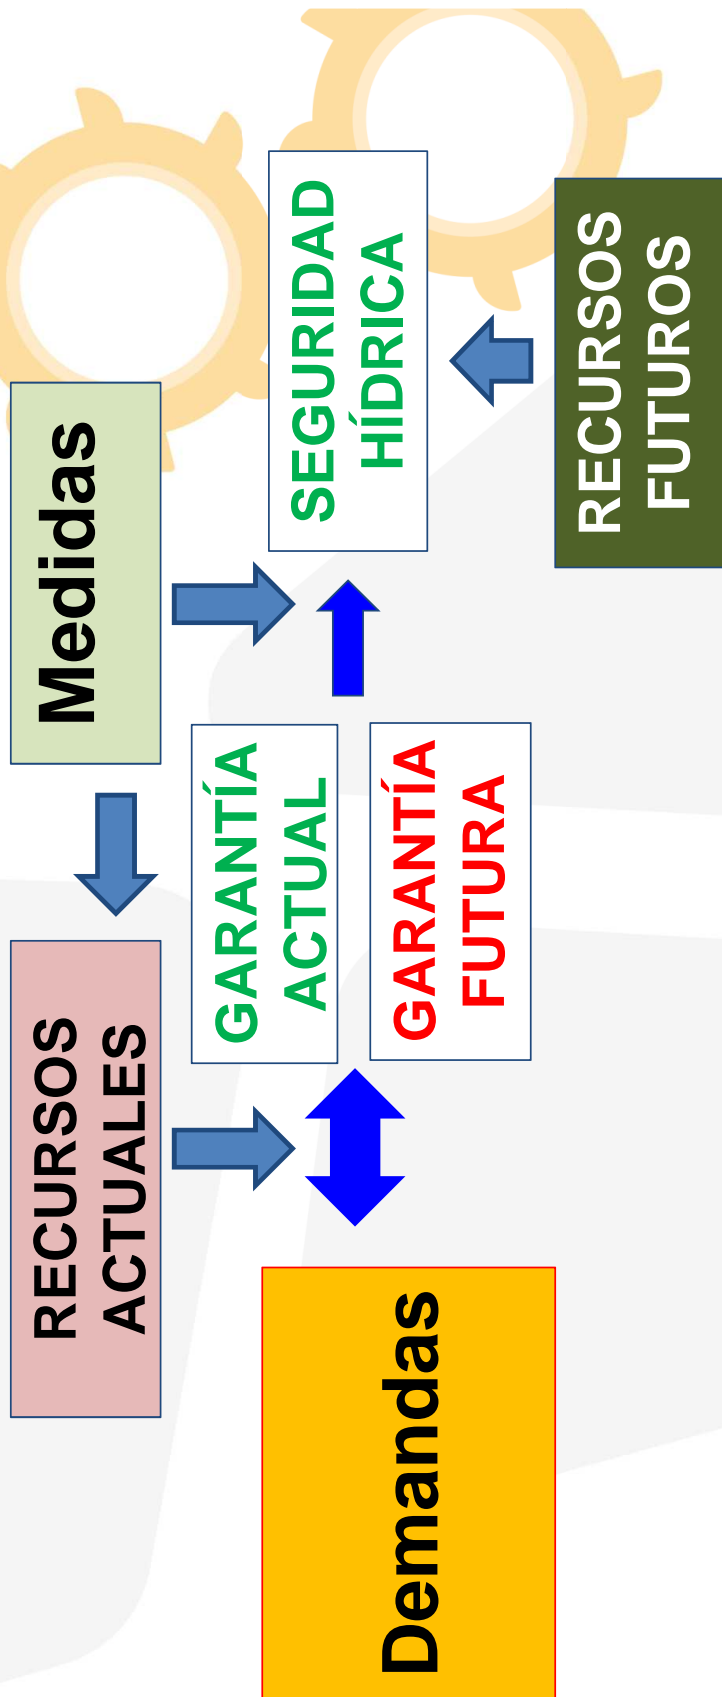 RECURSOS
ACTUALES
Medidas
GARANTÍA
ACTUAL
SEGURIDAD
HÍDRICA
Demandas
GARANTÍA
FUTURA
RECURSOS
FUTUROS